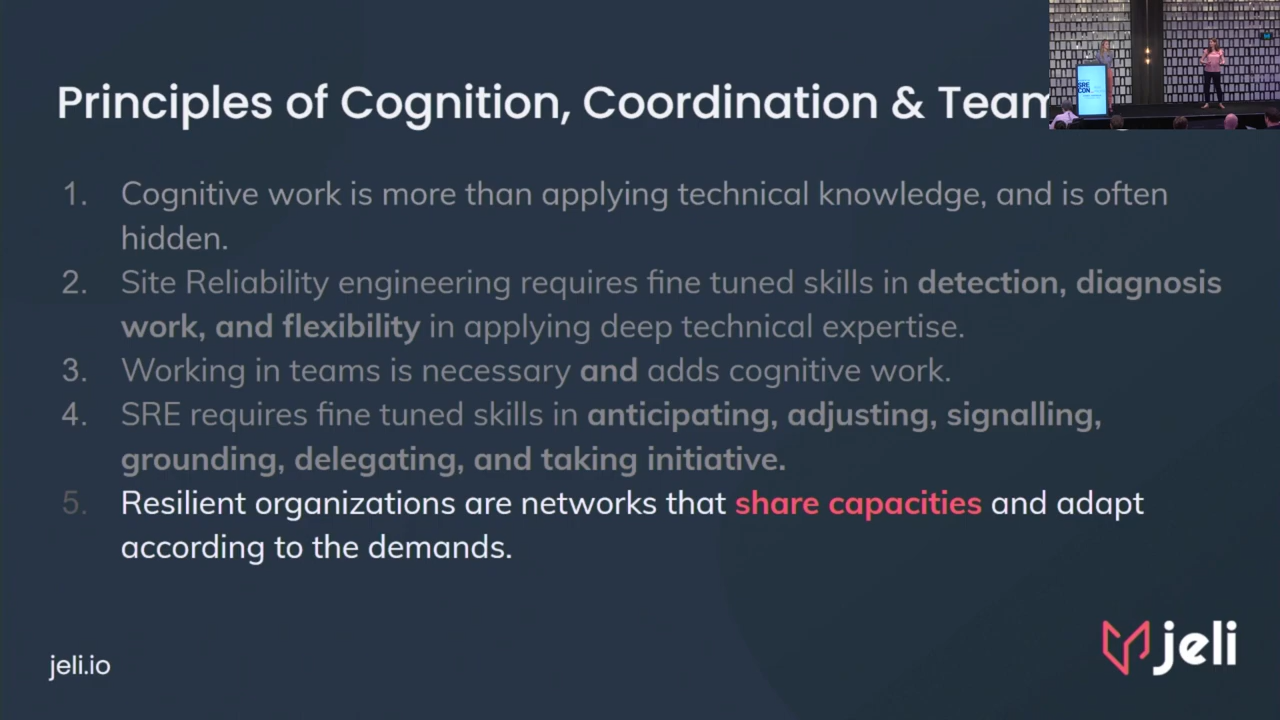 Principles of Cognition, Coordination & Team
1. Cognitive work is more than applying technical knowledge, and is often
hidden.
2. Site Reliability engineering requires fine tuned skills in detection, diagnosis
work, and flexibility in applying deep technical expertise.
3. Working in teams is necessary and adds cognitive work.
4. SRE requires fine tuned skills in anticipating, adjusting, signalling,
grounding, delegating, and taking initiative.
5. Resilient organizations are networks that share capacities and adapt
according to the demands.
jeli.io
jeli
SRE
CON